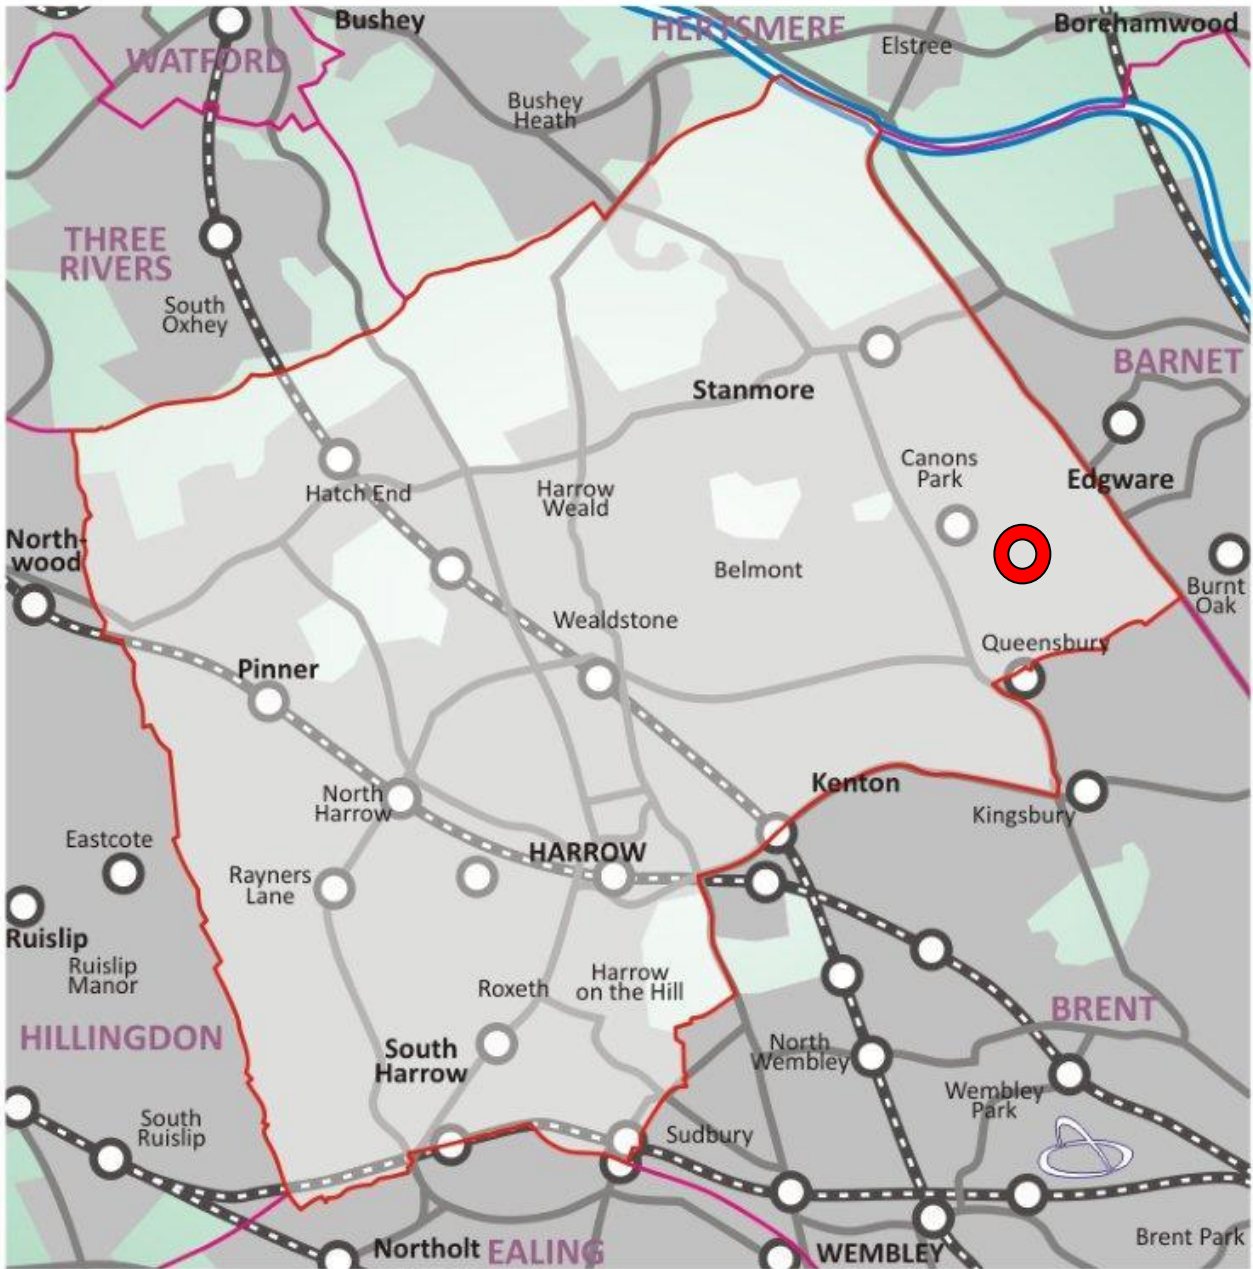 Bushey
HERTSMERE
Borehamwood
Elstree
WATFORD
Bushey
Heath
THREE
RIVERS
South
Oxhey
BARNET
Stanmore
Canons
Park
Edgware
Hatch End
Harrow
Weald
North-
wood
Belmont
Burnt
Oak
Wealdstone
Queensbury
Pinner
Kenton
North
Harrow
Kingsbury
Eastcote
HARROW
Rayners
Lane
Ruislip
Ruislip
Manor
Roxeth
Harrow
on the Hill
BRENT
HILLINGDON
South
Harrow
North
Wembley
Wembley
Park
South
Ruislip
Sudbury
Brent Park
Northolt
EALING
WEMBLEY